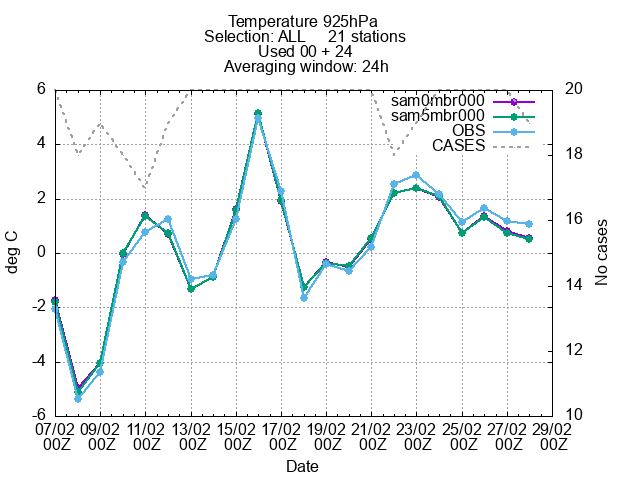 Temperature 925hPa
Selection: ALL     21 stations
Used 00 + 24
Averaging window: 24h
sam0mbr000
sam5mbr000
OBS
CASES
6
4
2
0
-2
-4
-6
deg C
20
18
16
14
12
10
No cases
07/02 09/02 11/02 13/02 15/02 17/02 19/02 21/02 23/02 25/02 27/02 29/02
00Z 00Z 00Z 00Z 00Z 00Z 00Z 00Z 00Z 00Z 00Z 00Z
Date